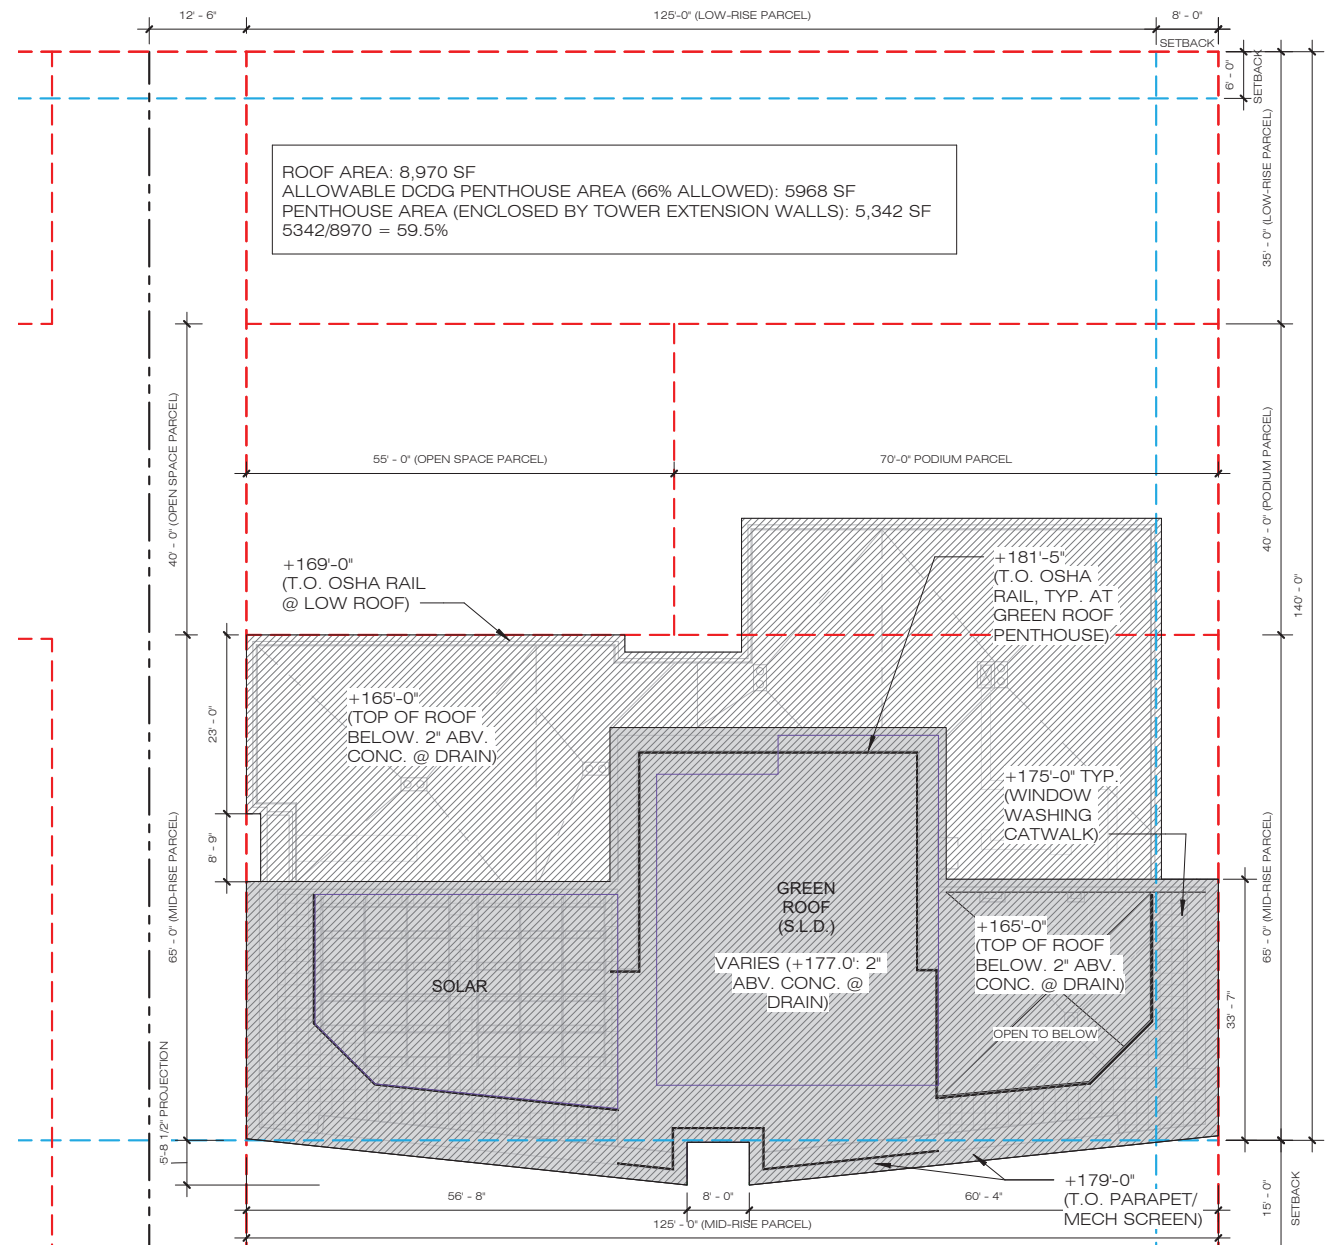 12' - 6"
125'-0" (LOW-RISE PARCEL)
8' - 0"
SETBACK
6' - 0"
SETBACK
35' - 0" (LOW-RISE PARCEL)
ROOF AREA: 8,970 SF
ALLOWABLE DCDG PENTHOUSE AREA (66% ALLOWED): 5968 SF
PENTHOUSE AREA (ENCLOSED BY TOWER EXTENSION WALLS): 5,342 SF
5342/8970 = 59.5%
40' - 0" (OPEN SPACE PARCEL)
55' - 0" (OPEN SPACE PARCEL)
70'-0" PODIUM PARCEL
40' - 0" (PODIUM PARCEL)
140' - 0"
+169'-0"
(T.O. OSHA RAIL
@ LOW ROOF)
+181'-5"
(T.O. OSHA
RAIL, TYP. AT
GREEN ROOF
PENTHOUSE)
23' - 0"
+165'-0"
(TOP OF ROOF
BELOW. 2" ABV.
CONC. @ DRAIN)
+175'-0" TYP.
(WINDOW
WASHING
CATWALK)
8' - 9"
65' - 0" (MID-RISE PARCEL)
GREEN
ROOF
(S.L.D.)
VARIES (+177.0': 2"
ABV. CONC. @
DRAIN)
SOLAR
+165'-0"
(TOP OF ROOF
BELOW. 2" ABV.
CONC. @ DRAIN)
OPEN TO BELOW
33' - 7"
65' - 0" (MID-RISE PARCEL)
5'-8 1/2" PROJECTION
56' - 8"
8' - 0"
60' - 4"
125' - 0" (MID-RISE PARCEL)
+179'-0"
(T.O. PARAPET/
MECH SCREEN)
15' - 0"
SETBACK